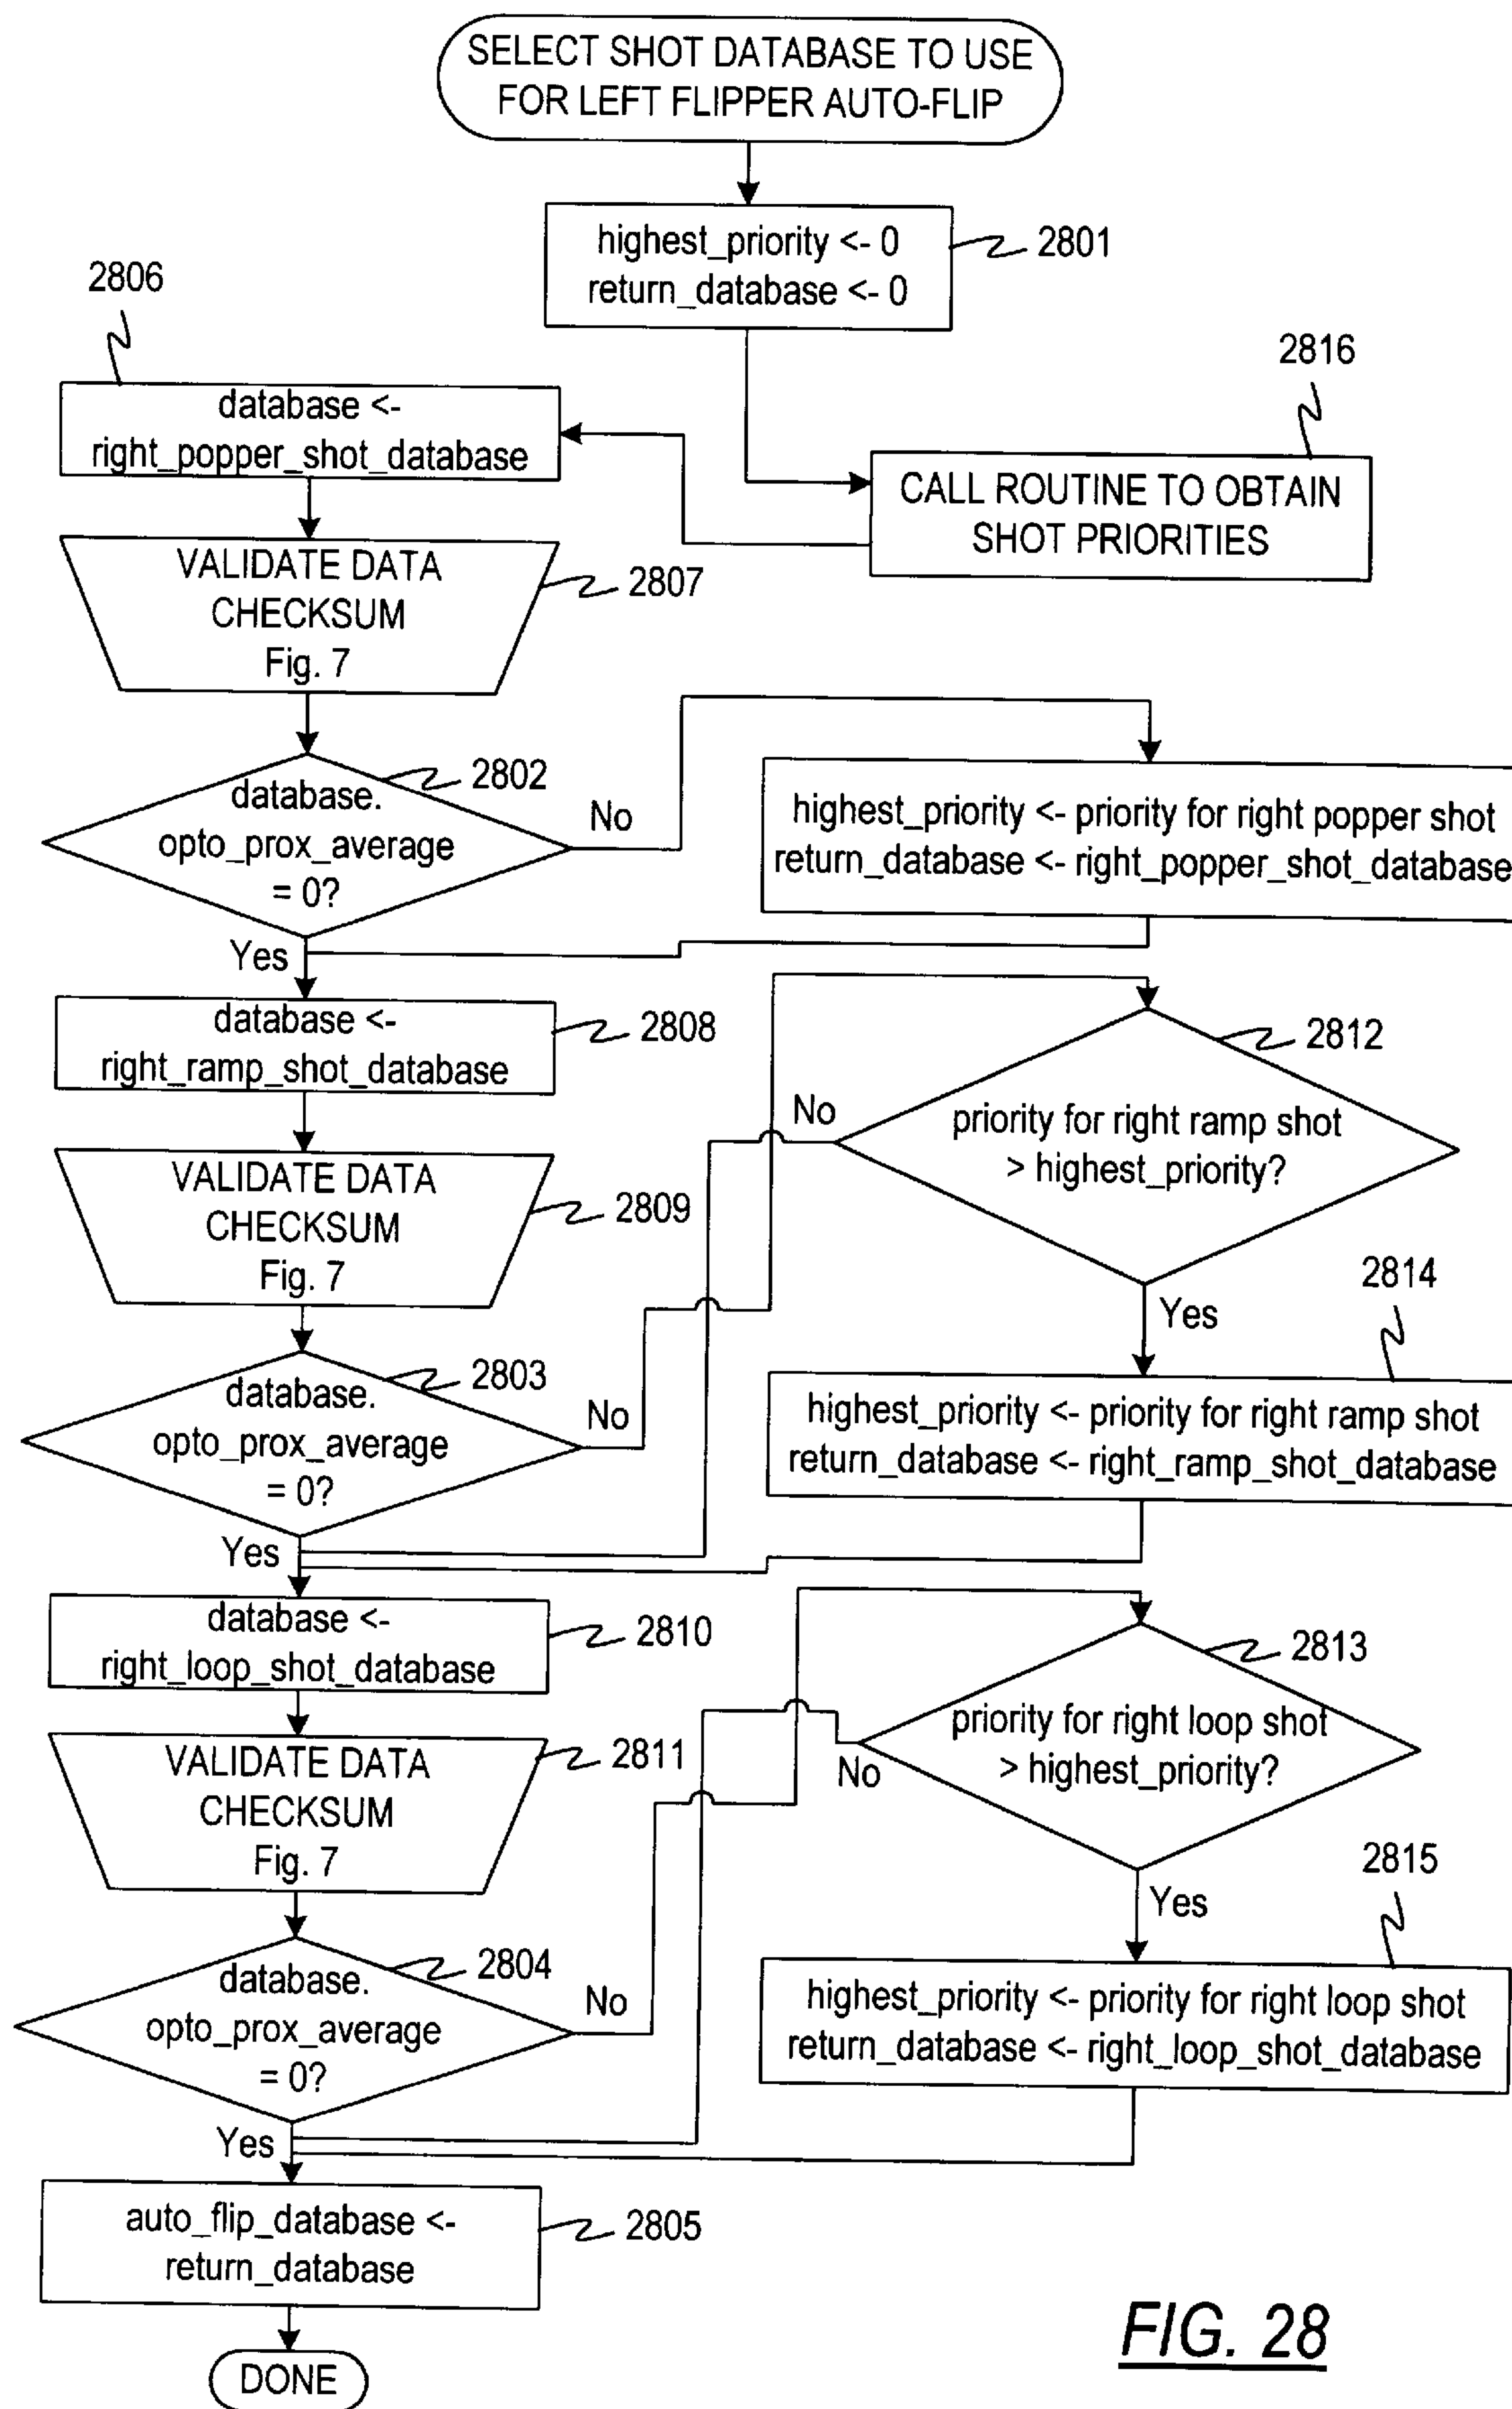 SELECT SHOT DATABASE TO USE
FOR LEFT FLIPPER AUTO-FLIP
highest_priority <- 0
return_database <- 0
2801
2806
2816
database <-
right_popper_shot_database
CALL ROUTINE TO OBTAIN
SHOT PRIORITIES
VALIDATE DATA
CHECKSUM
Fig. 7
2807
2802
database.
opto_prox_average
= 0?
No
highest_priority <- priority for right popper shot
return_database <- right_popper_shot_database
Yes
database <-
right_ramp_shot_database
2808
2812
No
priority for right ramp shot
> highest_priority?
VALIDATE DATA
CHECKSUM
Fig. 7
2809
2814
Yes
2803
database.
opto_prox_average
= 0?
No
highest_priority <- priority for right ramp shot
return_database <- right_ramp_shot_database
Yes
database <-
right_loop_shot_database
2810
2813
priority for right loop shot
> highest_priority?
No
VALIDATE DATA
CHECKSUM
Fig. 7
2811
2815
Yes
2804
database.
opto_prox_average
= 0?
No
highest_priority <- priority for right loop shot
return_database <- right_loop_shot_database
Yes
auto_flip_database <-
return_database
2805
DONE
FIG. 28